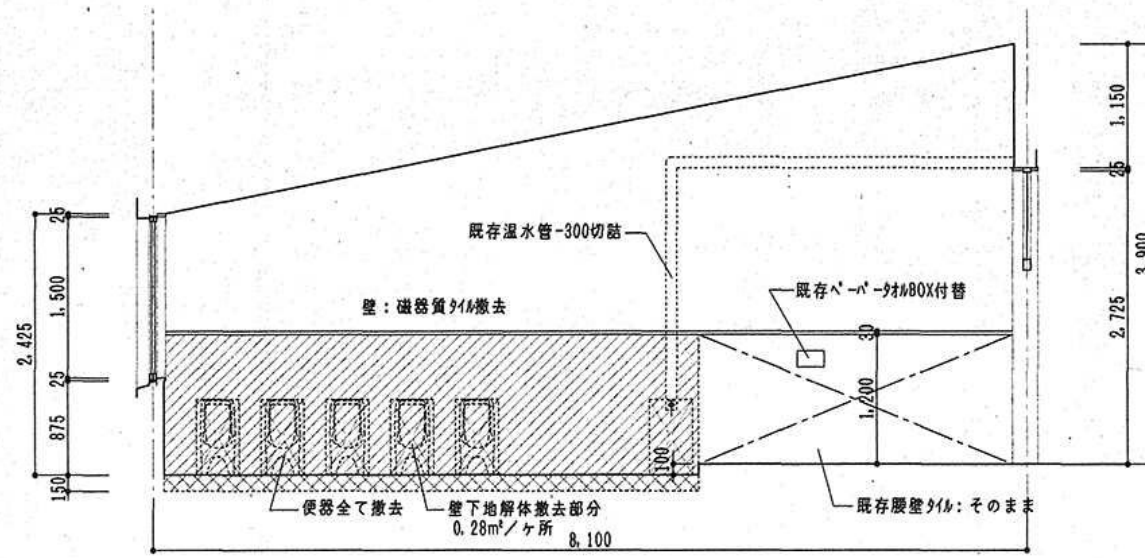 1,150
25
3,900
2,725
25
1,500
2,425
25
875
150
既存温水管-300切詰
既存ペーパータオルBOX付替
壁：磁器質タイル撤去
30
1,200
100
便器全て撤去
壁下地解体撤去部分
0.28m²/ケ所
既存腰壁タイル：そのまま
8,100